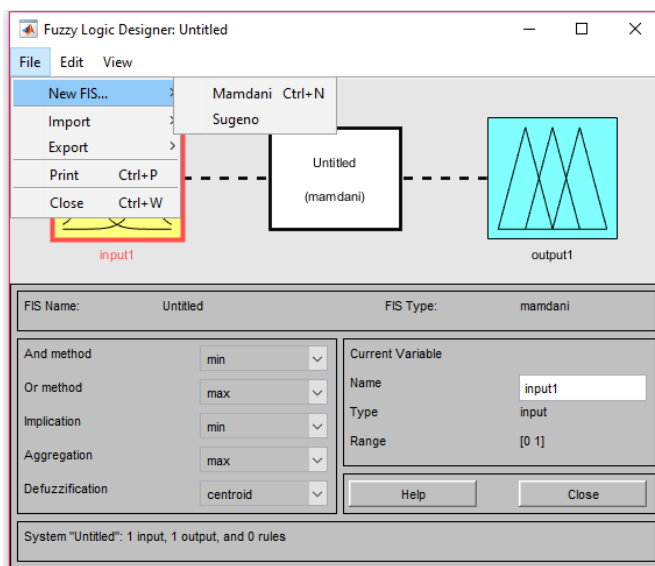 Fuzzy Logic Designer: Untitled
File Edit View
New FIS...
Mamdani Ctrl+N
Sugeno
Import
Export
Print Ctrl+P
Close Ctrl+W
Untitled
(mamdani)
input1
output1
FIS Name: Untitled FIS Type: mamdani
And method min
Or method max
Implication min
Aggregation max
Defuzzification centroid
Current Variable
Name input1
Type input
Range [0 1]
Help Close
System "Untitled": 1 input, 1 output, and 0 rules